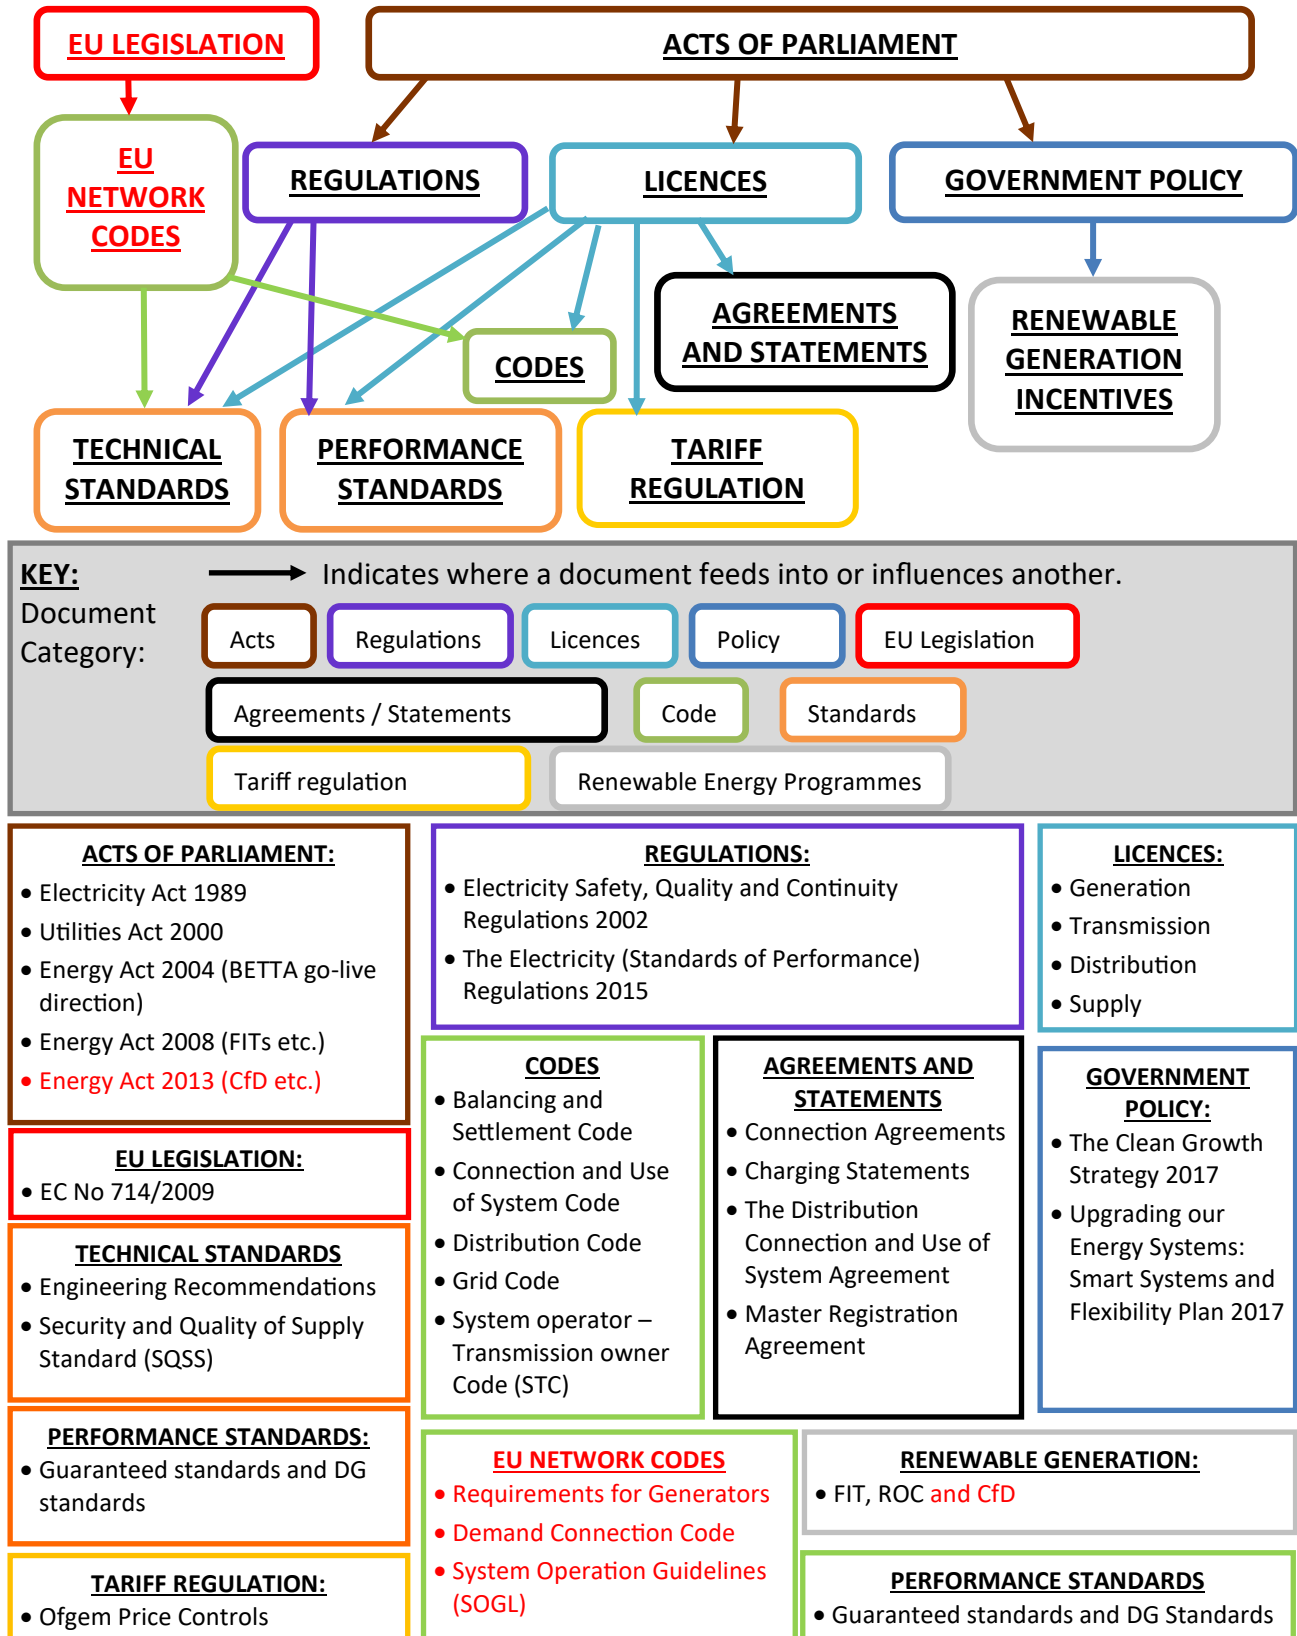 EU LEGISLATION
ACTS OF PARLIAMENT
EU
NETWORK
CODES
REGULATIONS
LICENCES
GOVERNMENT POLICY
AGREEMENTS
AND STATEMENTS
RENEWABLE
GENERATION
INCENTIVES
CODES
TECHNICAL
STANDARDS
PERFORMANCE
STANDARDS
TARIFF
REGULATION
KEY:
Indicates where a document feeds into or influences another.
Document
Category:
Acts
Regulations
Licences
Policy
EU Legislation
Agreements / Statements
Code
Standards
Tariff regulation
Renewable Energy Programmes
ACTS OF PARLIAMENT:
• Electricity Act 1989
• Utilities Act 2000
• Energy Act 2004 (BETTA go-live
direction)
• Energy Act 2008 (FITs etc.)
• Energy Act 2013 (CfD etc.)
REGULATIONS:
• Electricity Safety, Quality and Continuity
Regulations 2002
• The Electricity (Standards of Performance)
Regulations 2015
LICENCES:
• Generation
• Transmission
• Distribution
• Supply
EU LEGISLATION:
• EC No 714/2009
CODES
• Balancing and
Settlement Code
• Connection and Use
of System Code
• Distribution Code
• Grid Code
• System operator –
Transmission owner
Code (STC)
AGREEMENTS AND
STATEMENTS
• Connection Agreements
• Charging Statements
• The Distribution
Connection and Use of
System Agreement
• Master Registration
Agreement
GOVERNMENT
POLICY:
• The Clean Growth
Strategy 2017
• Upgrading our
Energy Systems:
Smart Systems and
Flexibility Plan 2017
TECHNICAL STANDARDS
• Engineering Recommendations
• Security and Quality of Supply
Standard (SQSS)
PERFORMANCE STANDARDS:
• Guaranteed standards and DG
standards
EU NETWORK CODES
• Requirements for Generators
• Demand Connection Code
• System Operation Guidelines
(SOGL)
RENEWABLE GENERATION:
• FIT, ROC and CfD
TARIFF REGULATION:
• Ofgem Price Controls
PERFORMANCE STANDARDS
• Guaranteed standards and DG Standards